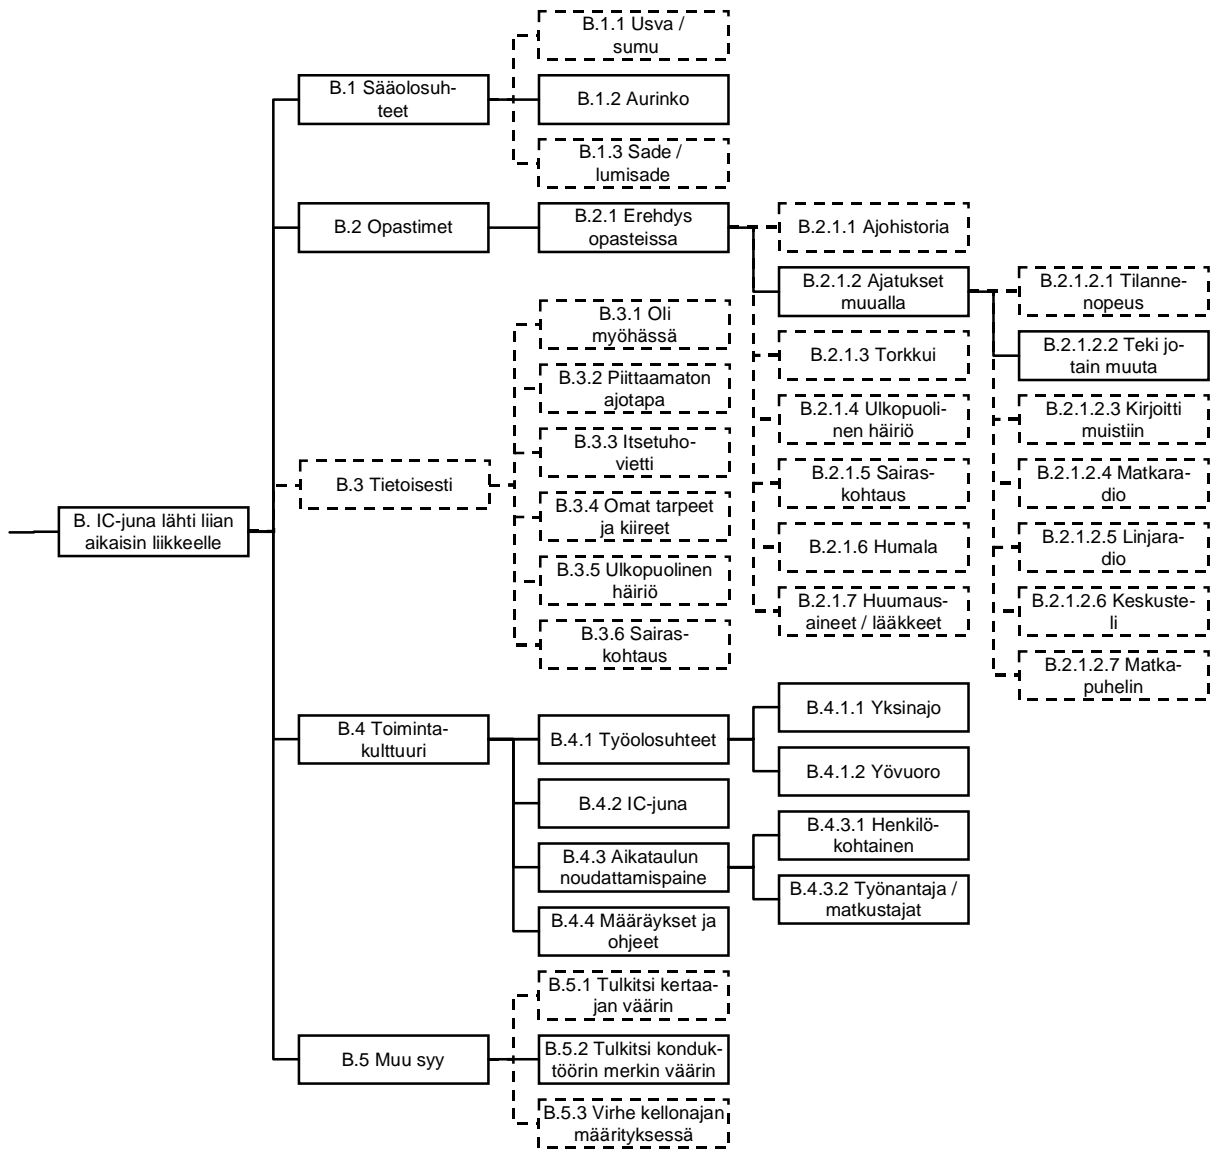 B. IC-juna lähti liian
aikaisin liikkeelle
B.1 Sääolosuh-
teet
B.1.1 Usva /
sumu
B.1.2 Aurinko
B.1.3 Sade /
lumisade
B.2 Opastimet
B.2.1 Erehdys
opasteissa
B.2.1.1 Ajohistoria
B.2.1.2 Ajatukset
muualla
B.2.1.2.1 Tilanne-
nopeus
B.2.1.2.2 Teki jo-
tain muuta
B.2.1.2.3 Kirjoitti
muistiin
B.2.1.2.4 Matkara-
dio
B.2.1.2.5 Linjara-
dio
B.2.1.2.6 Keskuste-
li
B.2.1.2.7 Matka-
puhelin
B.2.1.3 Torkkui
B.2.1.4 Ulkopuoli-
nen häiriö
B.2.1.5 Sairas-
kohtaus
B.2.1.6 Humala
B.2.1.7 Huumaus-
aineet / lääkkeet
B.3 Tietoisesti
B.3.1 Oli
myöhässä
B.3.2 Piittaamaton
ajotapa
B.3.3 Itsetuho-
vietti
B.3.4 Omat tarpeet
ja kiireet
B.3.5 Ulkopuolinen
häiriö
B.3.6 Sairas-
kohtaus
B.4 Toiminta-
kulttuuri
B.4.1 Työolosuhteet
B.4.1.1 Yksinajo
B.4.1.2 Yövuoro
B.4.2 IC-juna
B.4.3 Aikataulun
noudattamispaine
B.4.3.1 Henkilö-
kohtainen
B.4.3.2 Työnantaja /
matkustajat
B.4.4 Määräykset ja
ohjeet
B.5 Muu syy
B.5.1 Tulkitsi kertaa-
jan väärin
B.5.2 Tulkitsi konduk-
töörin merkin väärin
B.5.3 Virhe kellonajan
määrityksessä